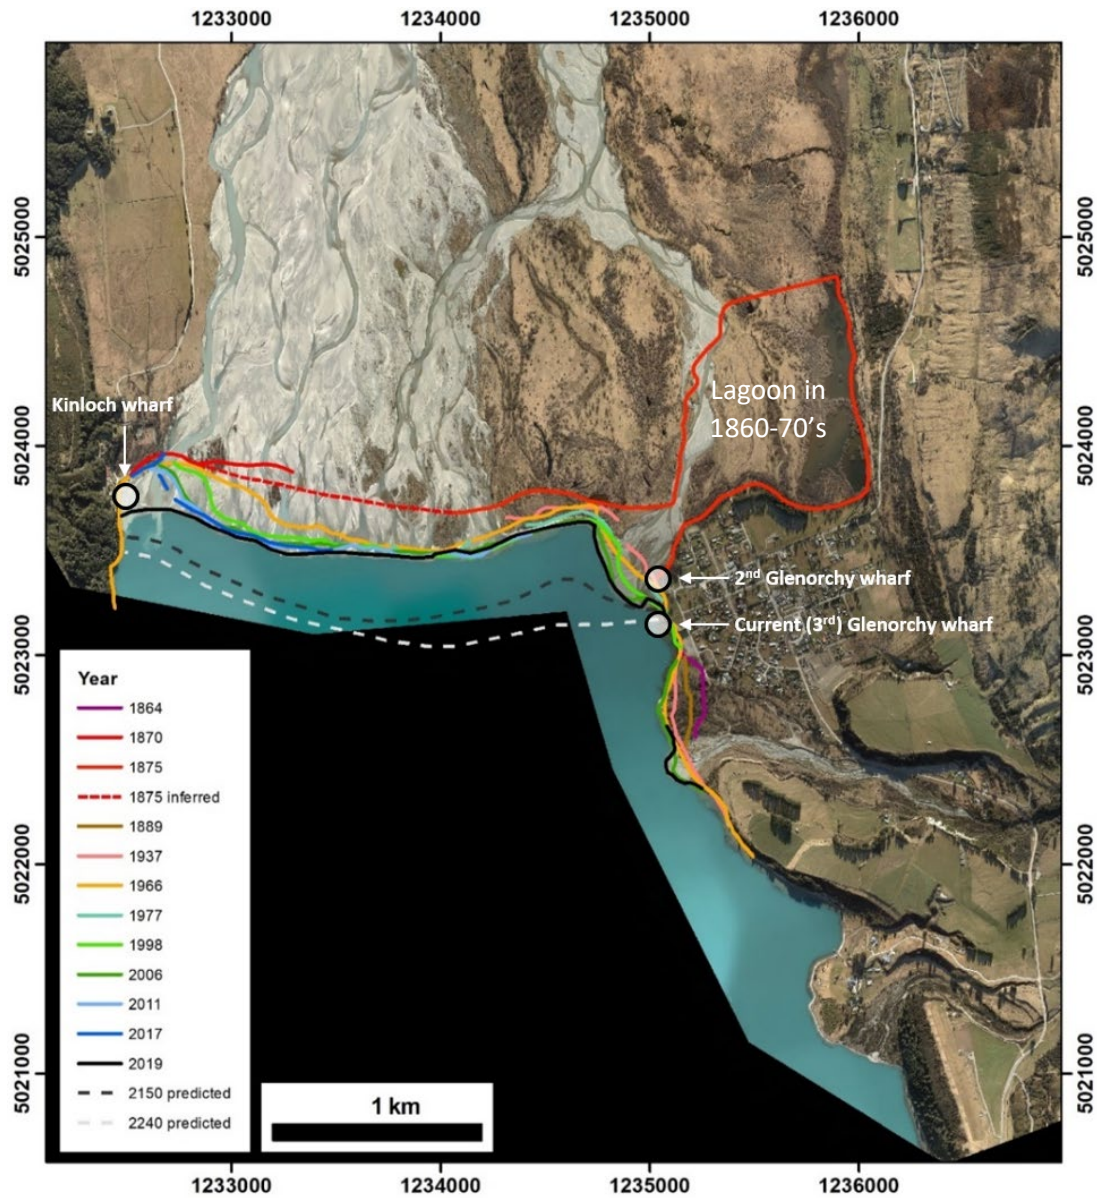 1233000 1234000 1235000 1236000
5025000 5025000
5024000 5024000
5023000 5023000
5022000 5022000
5021000 5021000
Lagoon in
1860-70's
Kinloch wharf
2nd Glenorchy wharf
Current (3rd) Glenorchy wharf
Year
1864
1870
1875
1875 inferred
1889
1937
1966
1977
1998
2006
2011
2017
2019
2150 predicted
2240 predicted
1 km
1233000 1234000 1235000 1236000